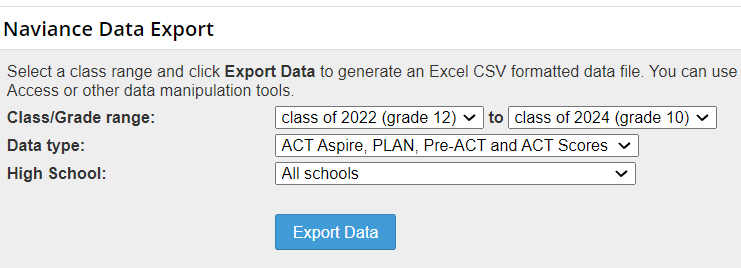 Naviance Data Export
Select a class range and click Export Data to generate an Excel CSV formatted data file. You can use
Access or other data manipulation tools.
Class/Grade range: class of 2022 (grade 12) to class of 2024 (grade 10)
Data type: ACT Aspire, PLAN, Pre-ACT and ACT Scores
High School: All schools
Export Data